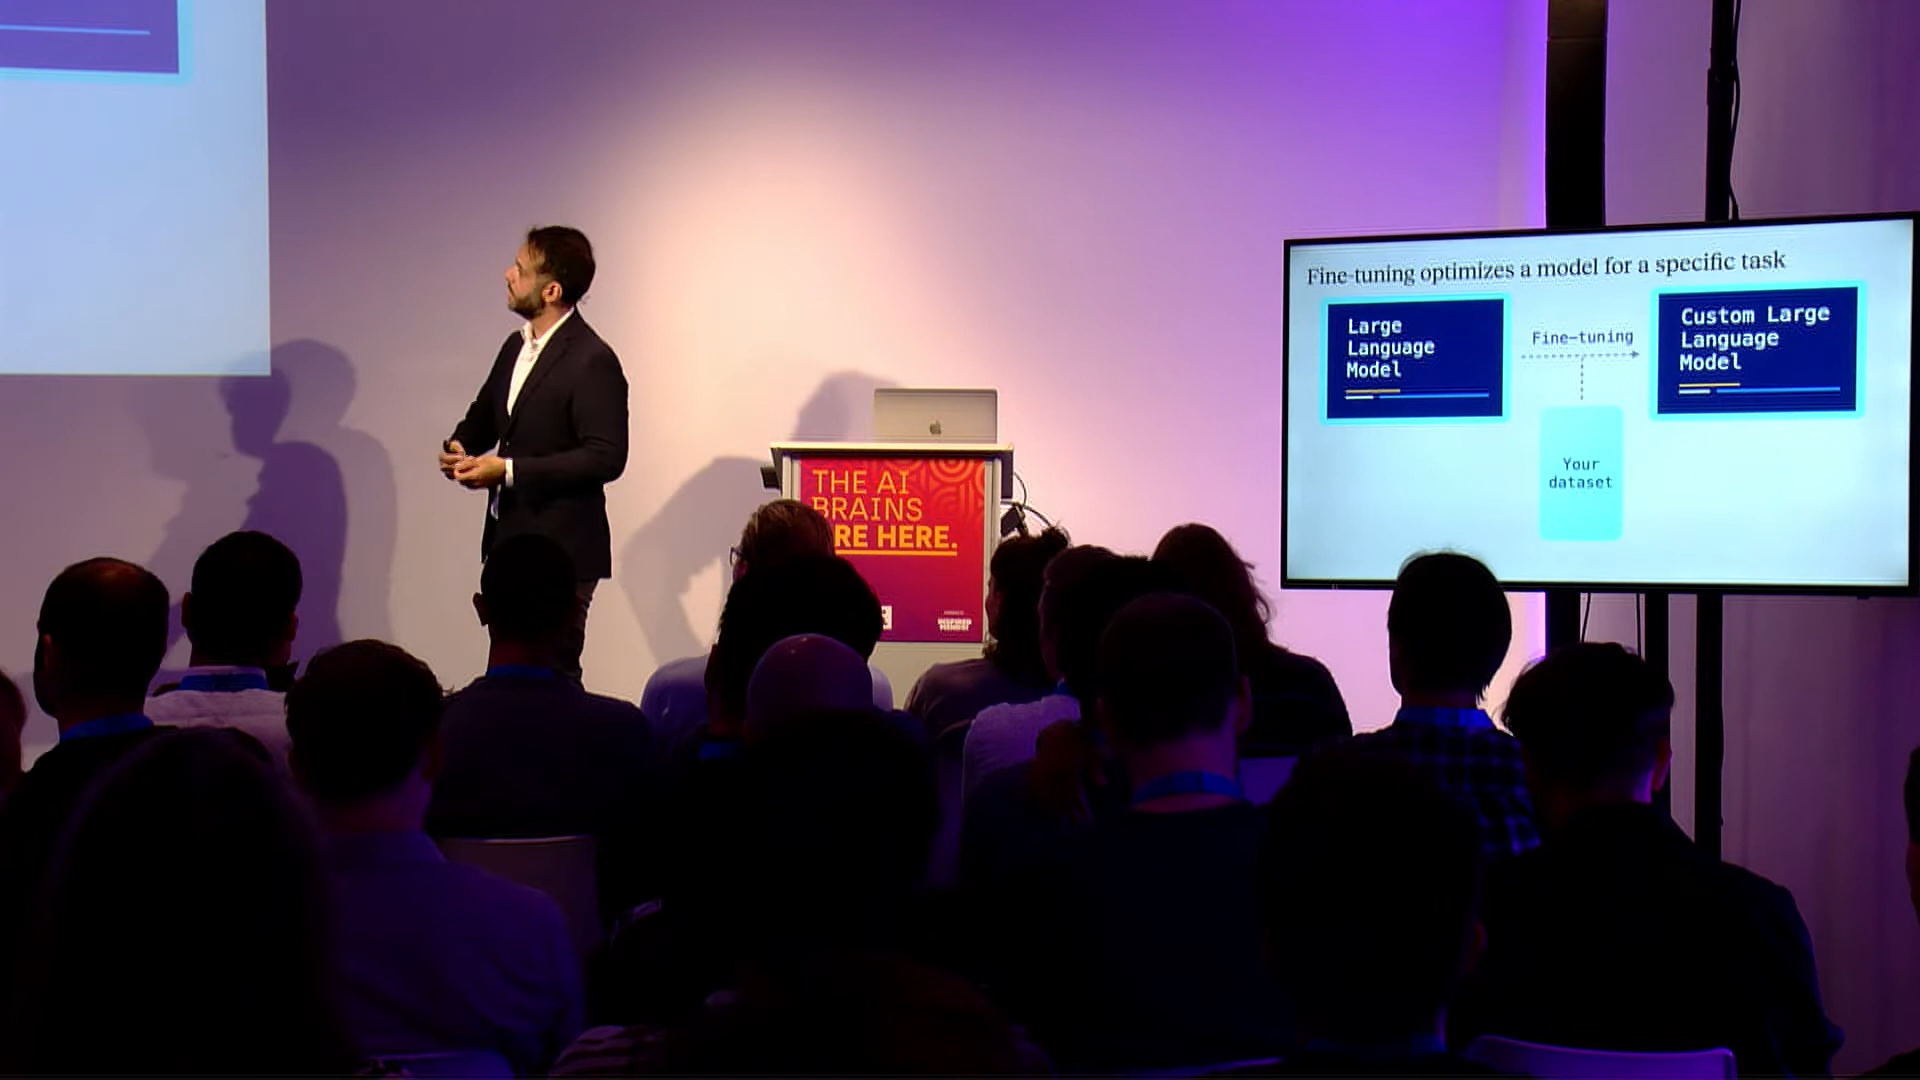 Fine-tuning optimizes a model for a specific task
Large
Language
Model
Fine-tuning
Custom Large
Language
Model
Your
dataset
THE AI
BRAINS
RE HERE.